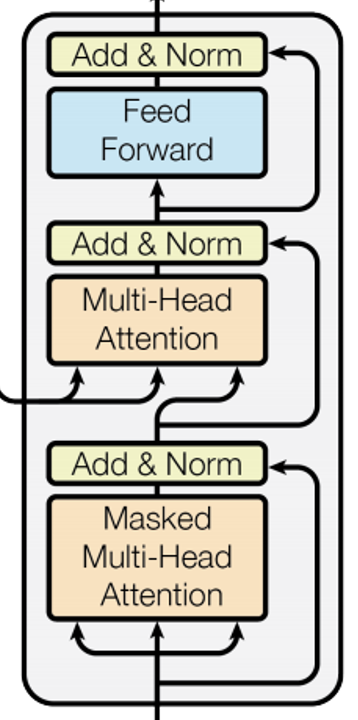 Add & Norm
Feed
Forward
Add & Norm
Multi-Head
Attention
Add & Norm
Masked
Multi-Head
Attention